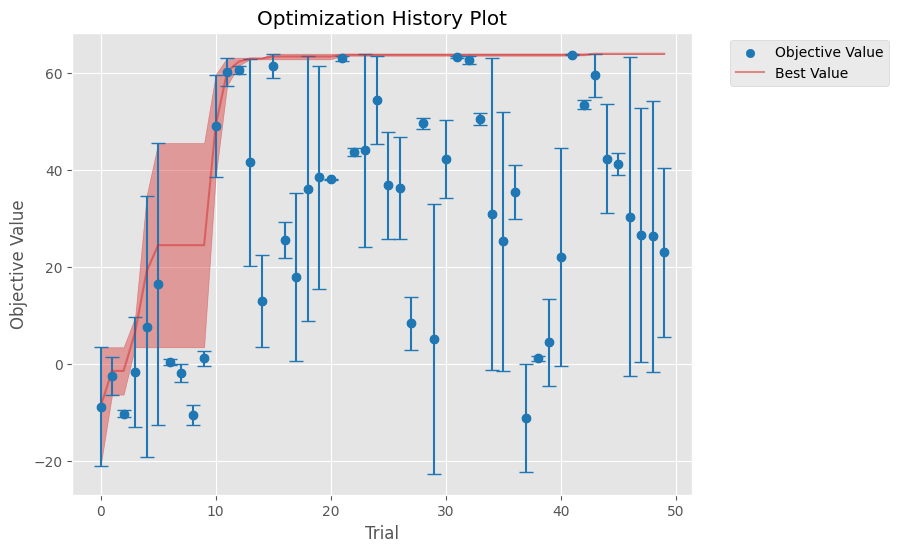 Optimization History Plot
Objective Value
Best Value
Objective Value
60
40
20
0
−20
0 10 20 30 40 50
Trial